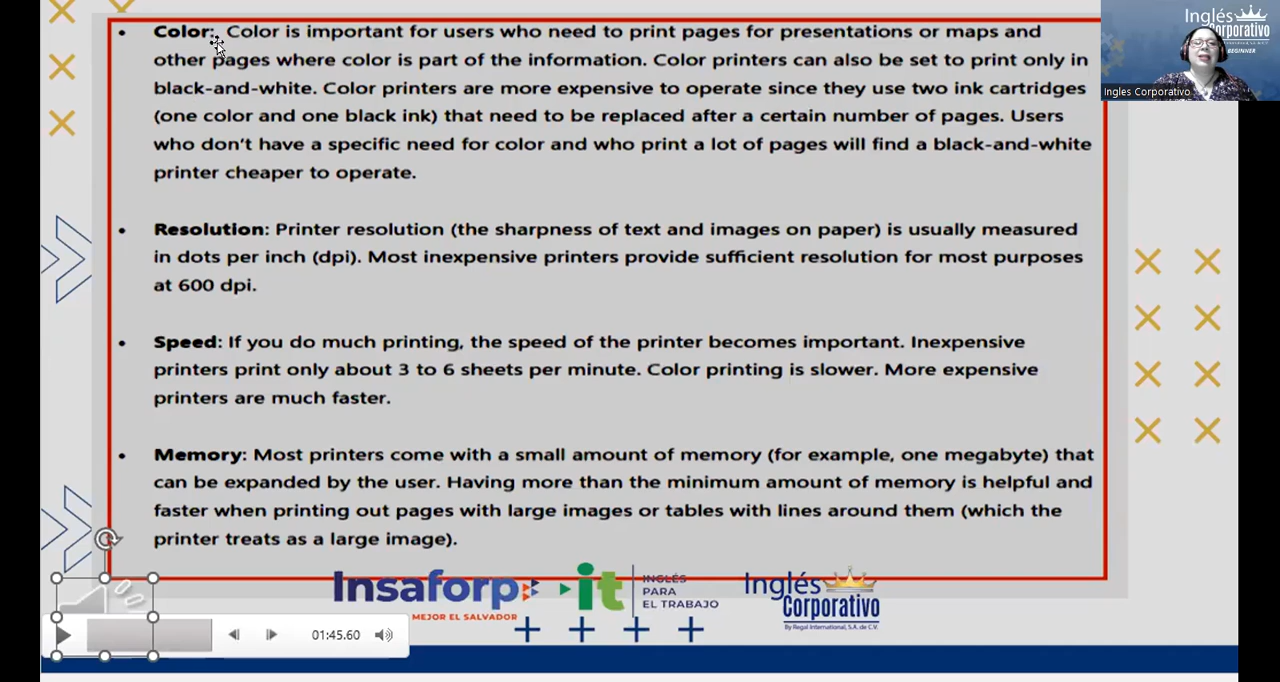 Color: Color is important for users who need to print pages for presentations or maps and
other pages where color is part of the information. Color printers can also be set to print only in
black-and-white. Color printers are more expensive to operate since they use two ink cartridges
(one color and one black ink) that need to be replaced after a certain number of pages. Users
who don't have a specific need for color and who print a lot of pages will find a black-and-white
printer cheaper to operate.
Resolution: Printer resolution (the sharpness of text and images on paper) is usually measured
in dots per inch (dpi). Most inexpensive printers provide sufficient resolution for most purposes
at 600 dpi.
Speed: If you do much printing, the speed of the printer becomes important. Inexpensive
printers print only about 3 to 6 sheets per minute. Color printing is slower. More expensive
printers are much faster.
Memory: Most printers come with a small amount of memory (for example, one megabyte) that
can be expanded by the user. Having more than the minimum amount of memory is helpful and
faster when printing out pages with large images or tables with lines around them (which the
printer treats as a large image).
Inglés
Corporativo
BEGINNER
Ingles Corporativo
Insaforp
MEJOR EL SALVADOR
it
INGLÉS
PARA
EL TRABAJO
Inglés
Corporativo
By Regal International, S.A. de C.V.
01:45.60